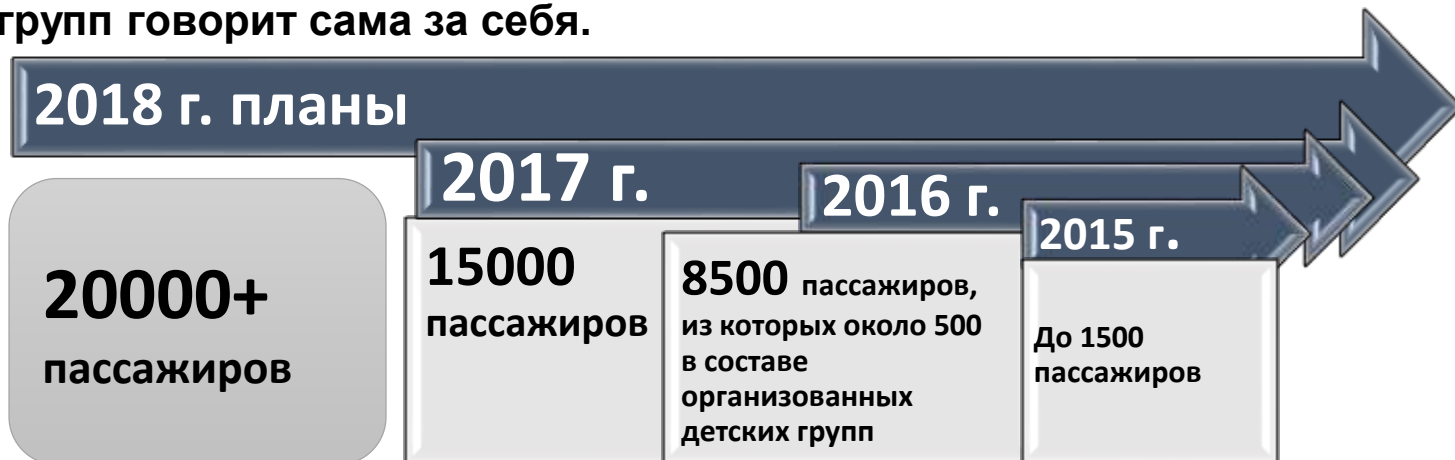 групп говорит сама за себя.
2018 г. планы
20000+
пассажиров
2017 г.
15000
пассажиров
2016 г.
8500 пассажиров,
из которых около 500
в составе
организованных
детских групп
2015 г.
До 1500
пассажиров